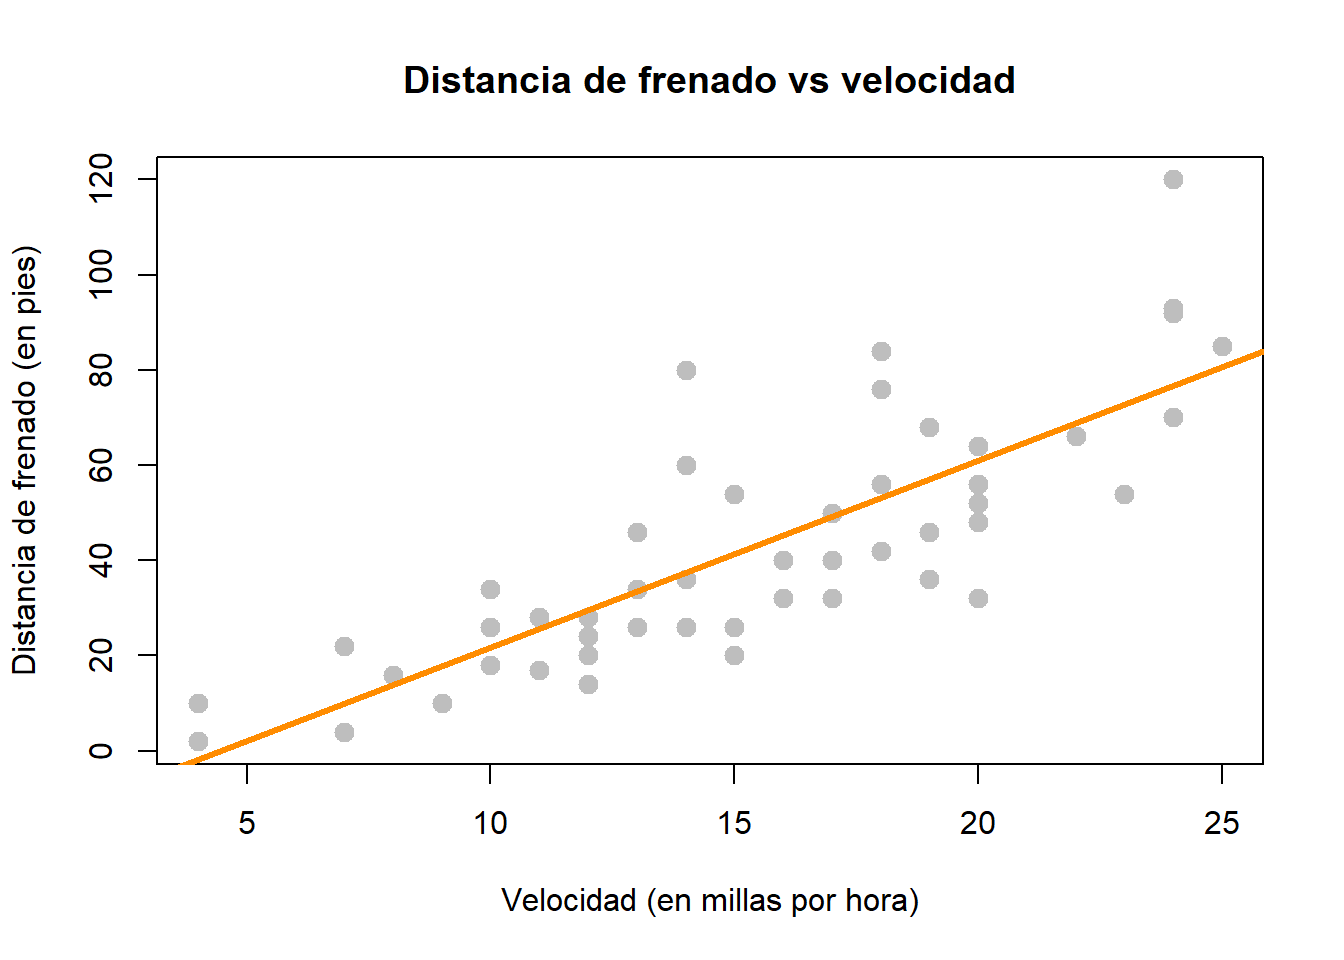 Distancia de frenado vs velocidad
Distancia de frenado (en pies)
120
100
80
60
40
20
0
5 10 15 20 25
Velocidad (en millas por hora)